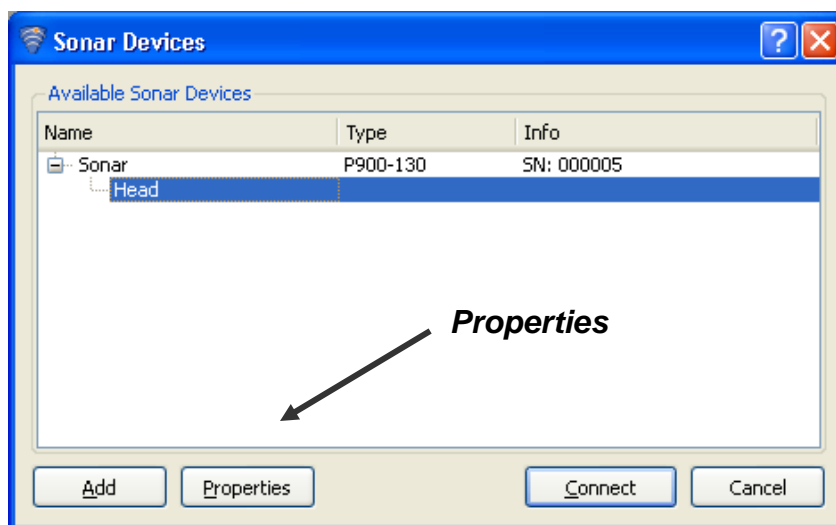 Sonar Devices
Available Sonar Devices
Name Type Info
Sonar P900-130 SN: 000005
Head
Properties
Add Properties Connect Cancel